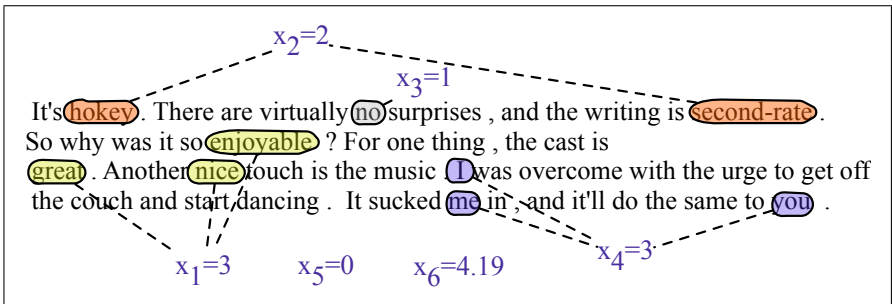 x2=2
x3=1
It's hokey . There are virtually no surprises , and the writing is second-rate .
So why was it so enjoyable ? For one thing , the cast is
great . Another nice touch is the music . I was overcome with the urge to get off
the couch and start dancing . It sucked me in , and it'll do the same to you .
x1=3 x5=0 x6=4.19 x4=3